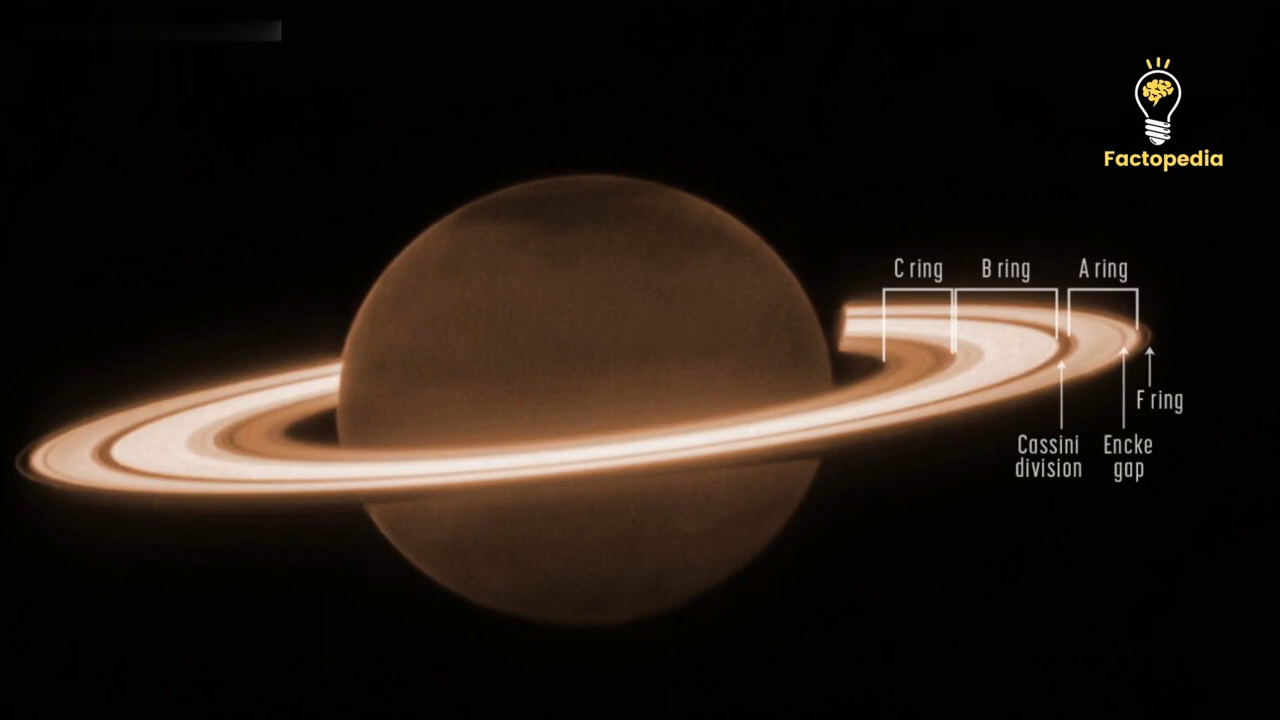 Factopedia
C ring
B ring
A ring
F ring
Cassini
division
Encke
gap